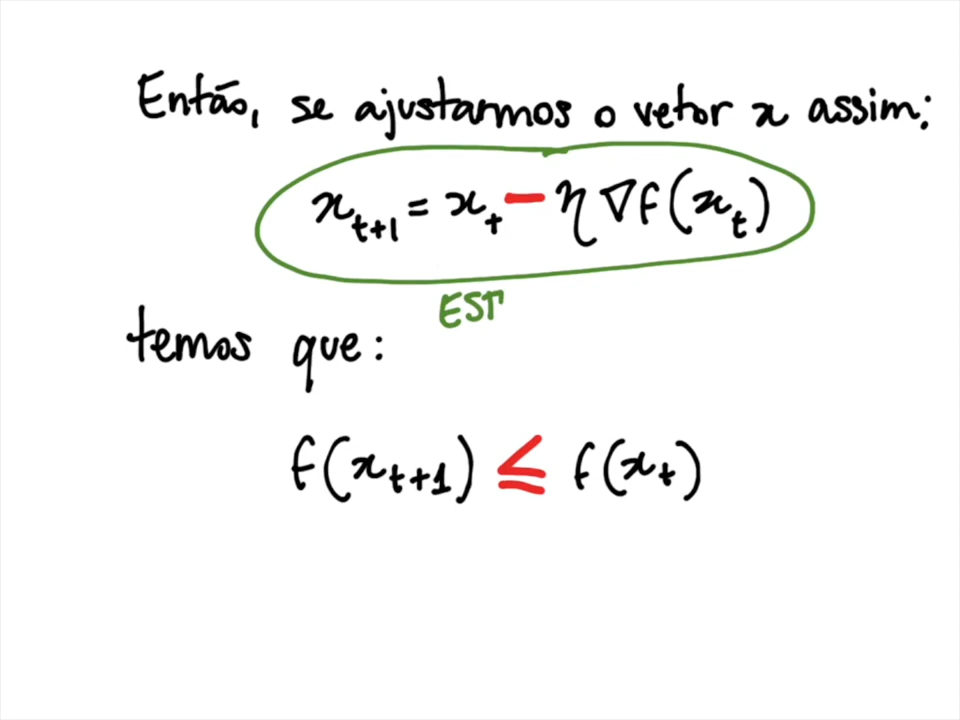 Então, se ajustarmos o vetor x assim:
x_{t+1} = x_t - η ∇f(x_t)
EST
temos que:
f(x_{t+1}) ≤ f(x_t)